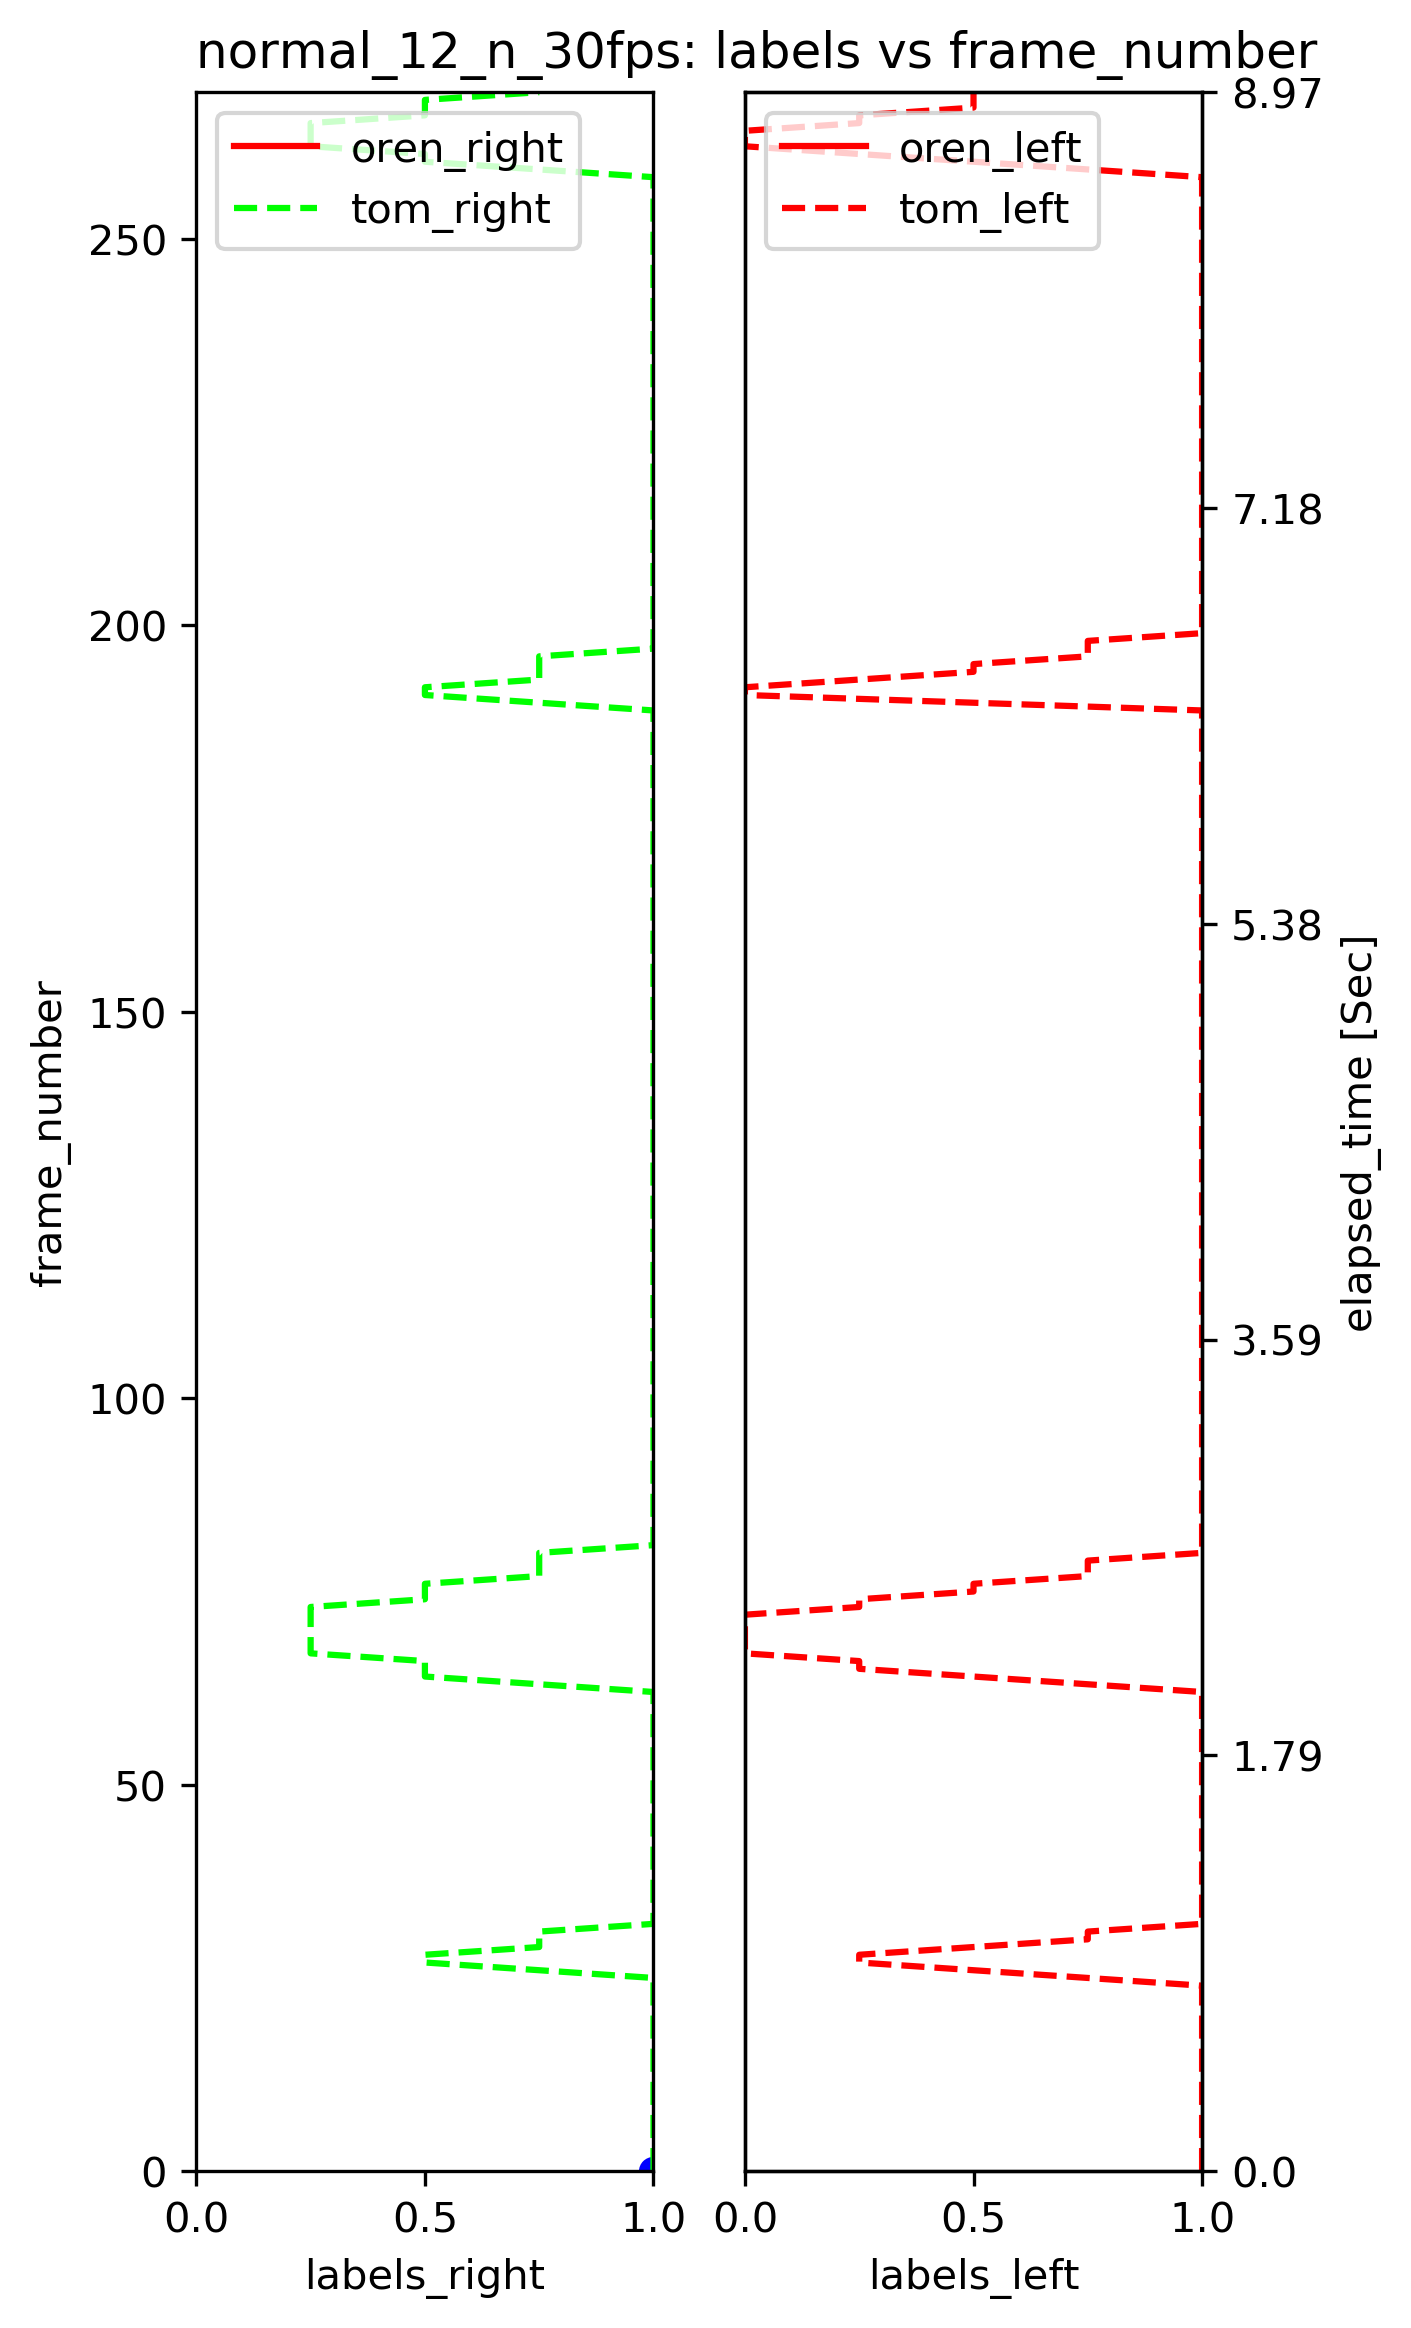 normal_12_n_30fps: labels vs frame_number
oren_right
tom_right
oren_left
tom_left
250
200
150
100
50
0
frame_number
0.0
0.5
1.0
labels_right
0.0
0.5
1.0
labels_left
8.97
7.18
5.38
3.59
1.79
0.0
elapsed_time [Sec]